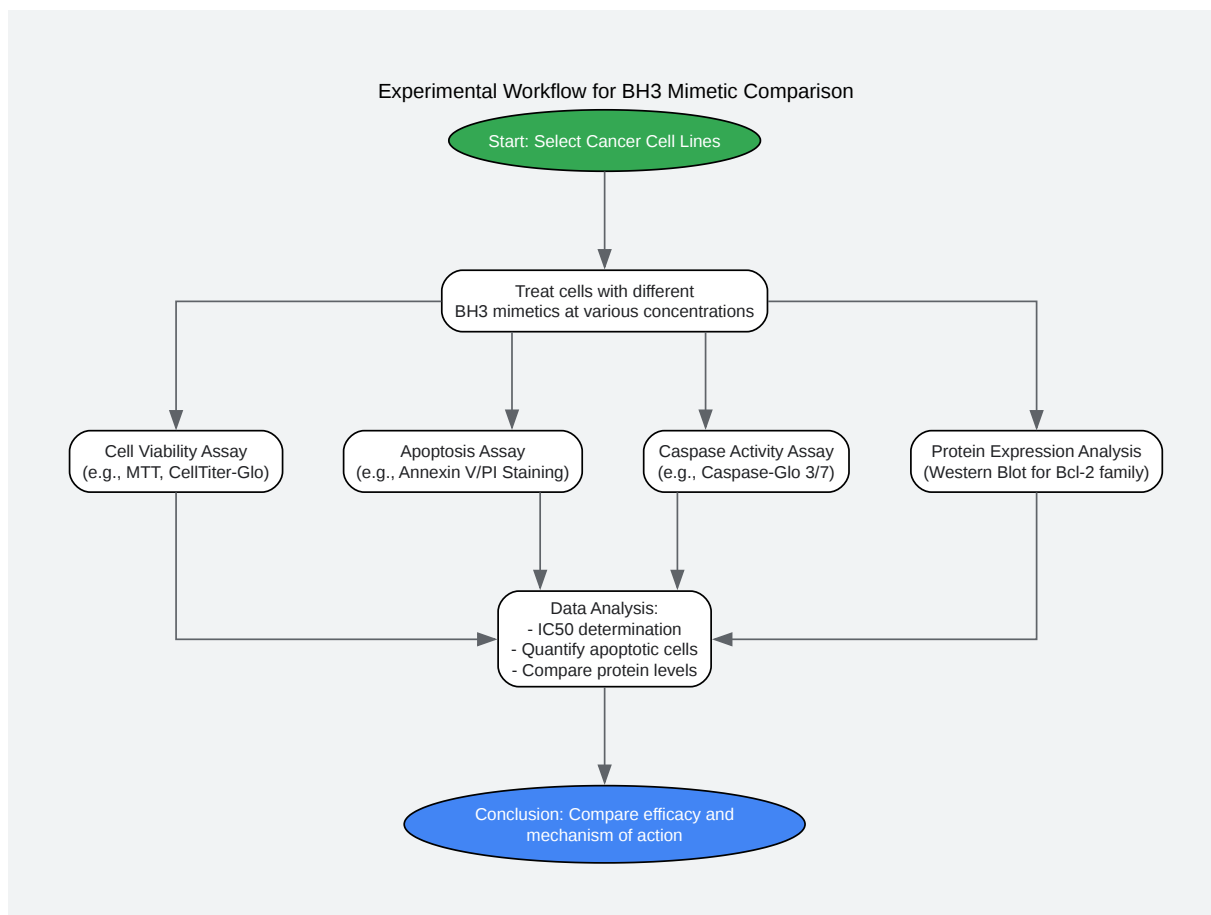 Experimental Workflow for BH3 Mimetic Comparison
Start: Select Cancer Cell Lines
Treat cells with different
BH3 mimetics at various concentrations
Cell Viability Assay
(e.g., MTT, CellTiter-Glo)
Apoptosis Assay
(e.g., Annexin V/PI Staining)
Caspase Activity Assay
(e.g., Caspase-Glo 3/7)
Protein Expression Analysis
(Western Blot for Bcl-2 family)
Data Analysis:
- IC50 determination
- Quantify apoptotic cells
- Compare protein levels
Conclusion: Compare efficacy and
mechanism of action